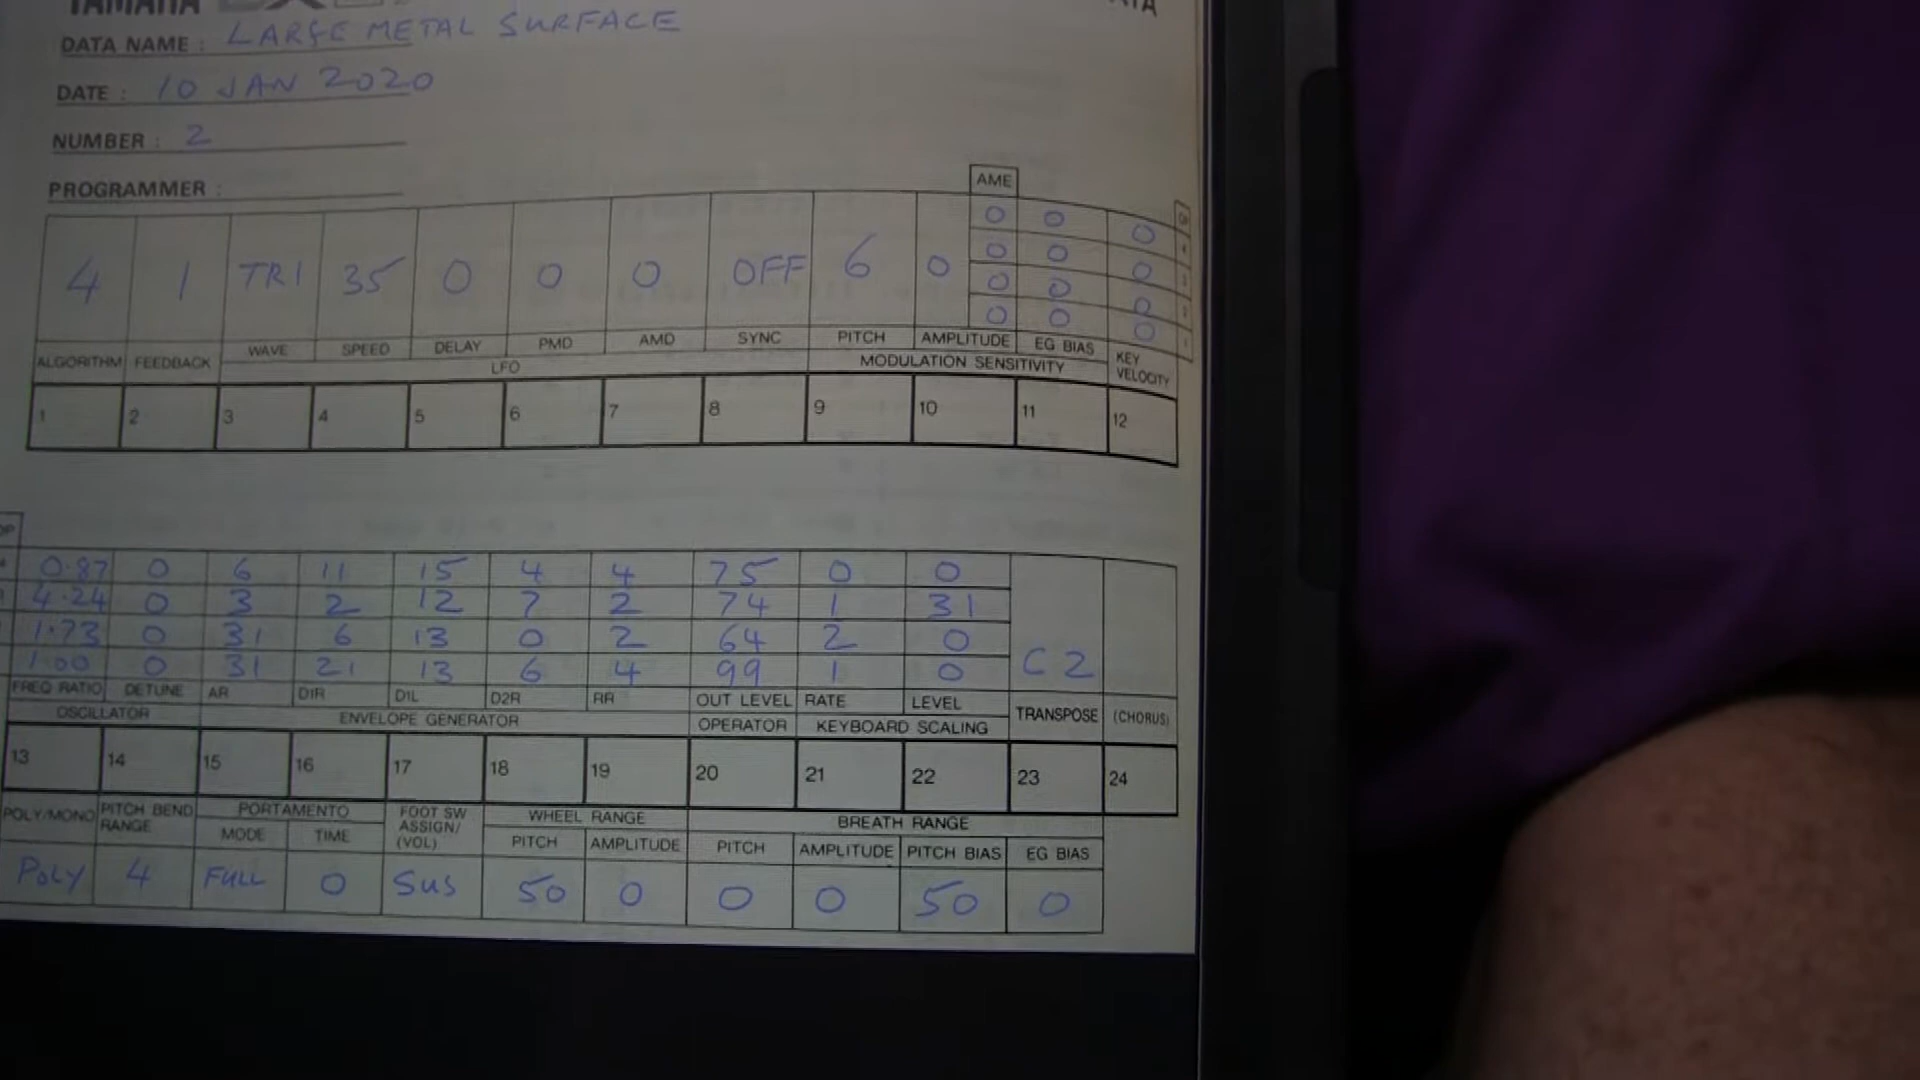 YAMAHA
DATA NAME : LARGE METAL SURFACE
DATE : 10 JAN 2020
NUMBER : 2
PROGRAMMER :
AME
4 1 TRI 35 0 0 0 OFF 6 0
0 0 0
0 0 0
0 0 0
0 0 0
ALGORITHM FEEDBACK WAVE SPEED DELAY PMD AMD SYNC PITCH AMPLITUDE EG BIAS KEY VELOCITY
LFO MODULATION SENSITIVITY
1 2 3 4 5 6 7 8 9 10 11 12
0.87 0 6 11 15 4 4 75 0 0
4.24 0 3 2 12 7 2 74 1 31
1.73 0 31 6 13 0 2 64 2 0
1.00 0 31 21 13 6 4 99 1 0 C2
FREQ RATIO DETUNE AR D1R D1L D2R RR OUT LEVEL RATE LEVEL TRANSPOSE (CHORUS)
OSCILLATOR ENVELOPE GENERATOR OPERATOR KEYBOARD SCALING
13 14 15 16 17 18 19 20 21 22 23 24
POLY/MONO PITCH BEND RANGE PORTAMENTO FOOT SW ASSIGN/ (VOL) WHEEL RANGE BREATH RANGE
MODE TIME PITCH AMPLITUDE PITCH AMPLITUDE PITCH BIAS EG BIAS
POLY 4 FULL 0 SUS 50 0 0 0 50 0